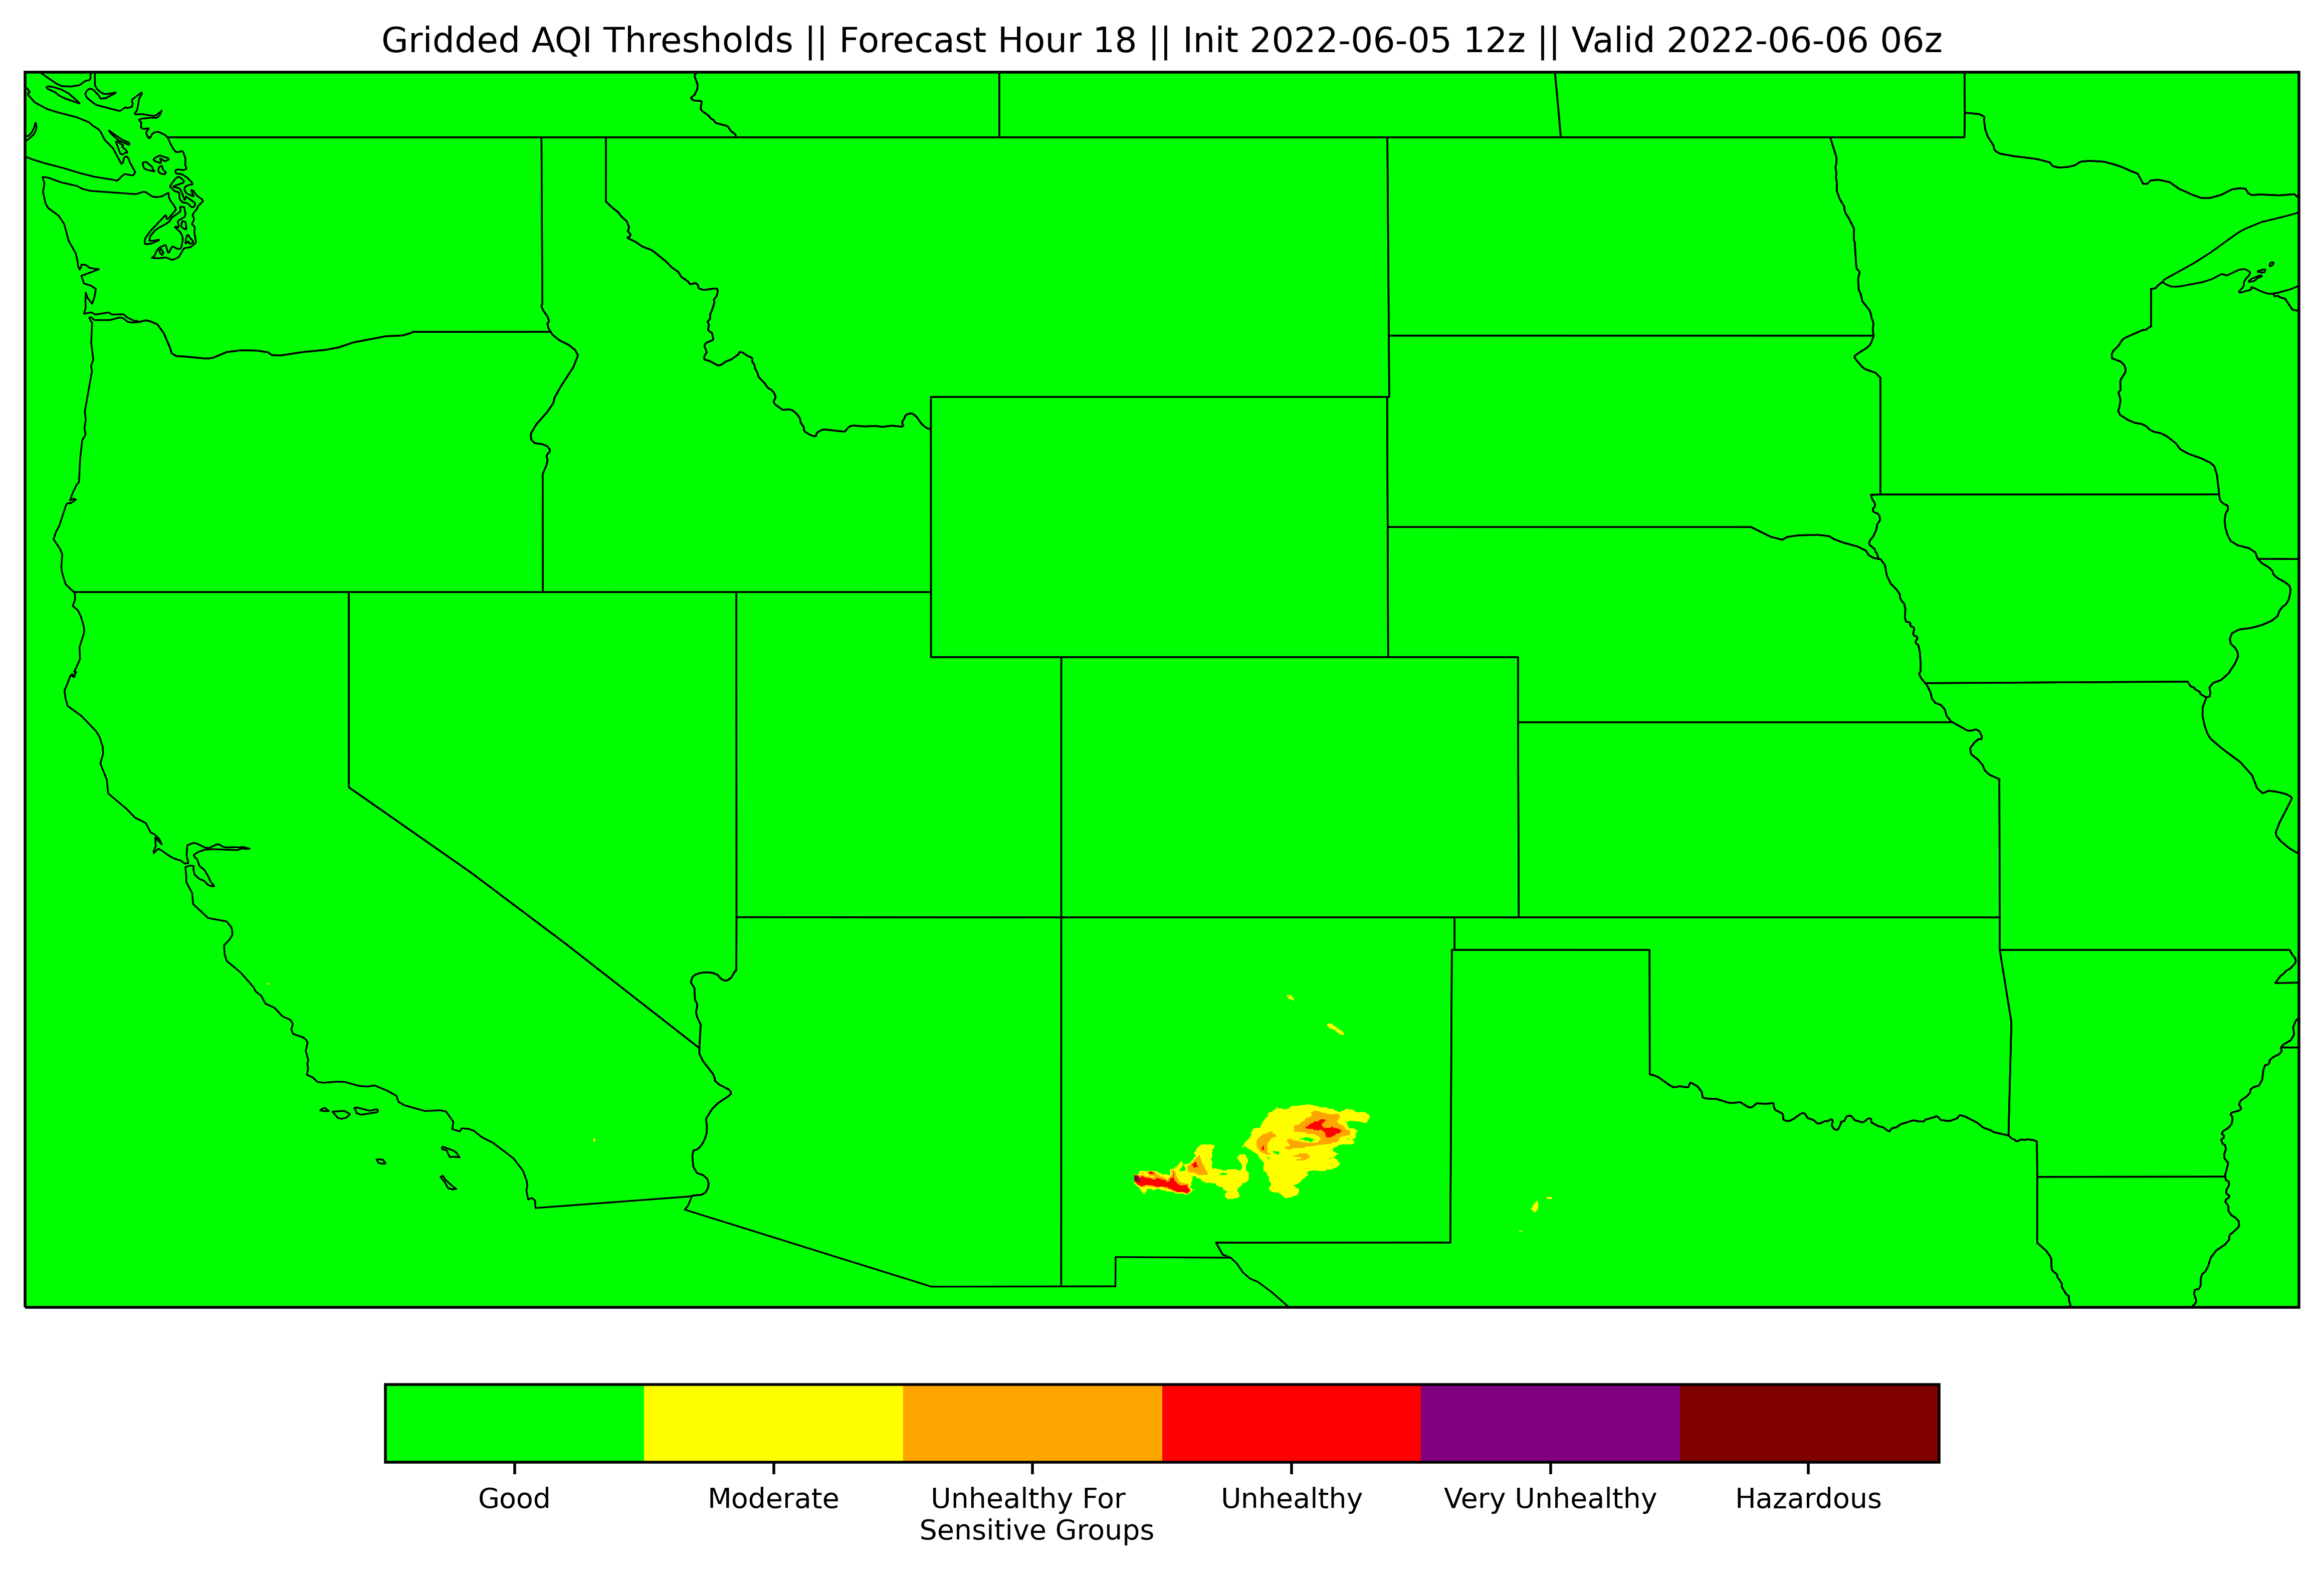 Gridded AQI Thresholds || Forecast Hour 18 || Init 2022-06-05 12z || Valid 2022-06-06 06z
Good
Moderate
Unhealthy For
Sensitive Groups
Unhealthy
Very Unhealthy
Hazardous